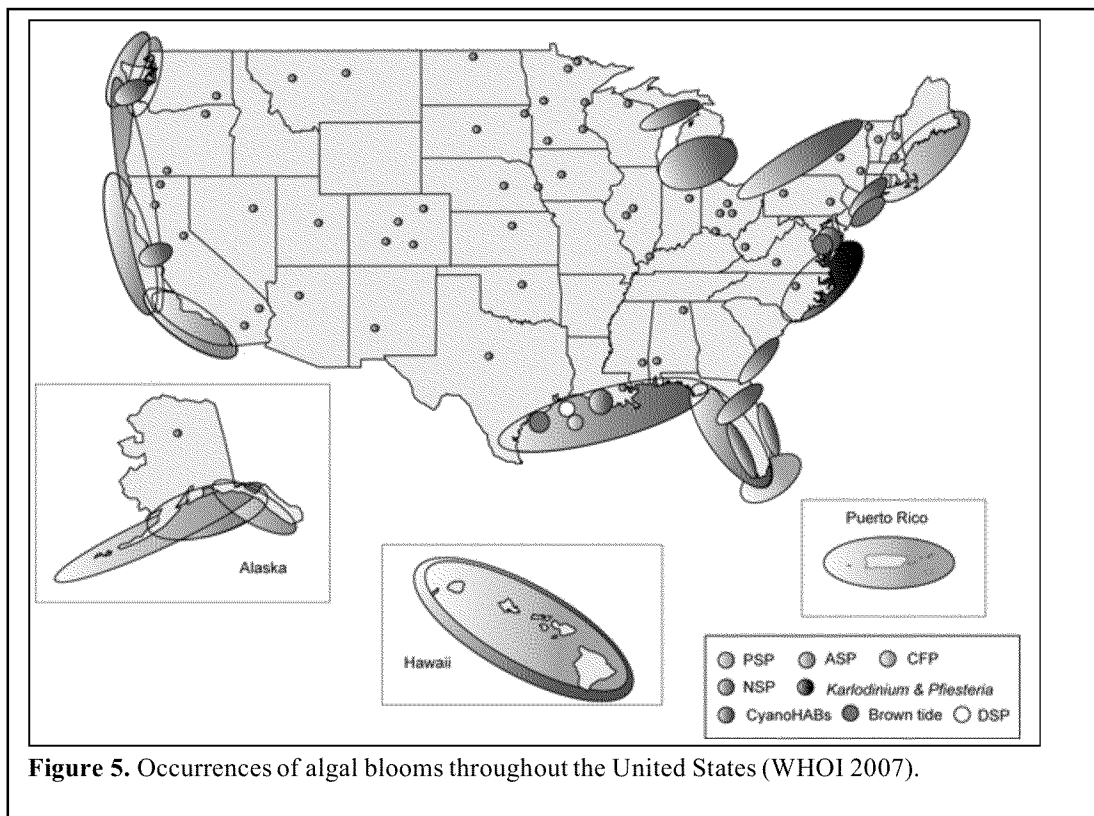 Puerto Rico
Alaska
Hawaii
PSP ASP CFP
NSP Karlodinium & Pfiesteria
CyanoHABs Brown tide DSP
Figure 5. Occurrences of algal blooms throughout the United States (WHOI 2007).